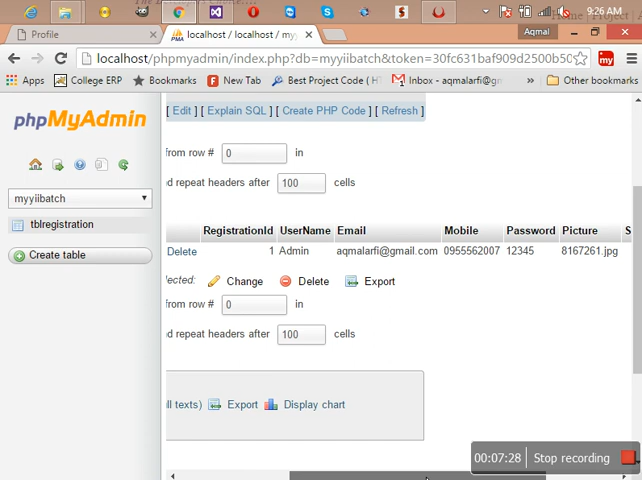 9:26 AM
Home | Project | A
Profile
localhost / localhost / my
Aqmal
localhost/phpmyadmin/index.php?db=myyiibatch&token=30fc631baf909d2500b50
Apps College ERP Bookmarks New Tab Best Project Code ( H Inbox - aqmalarfi@gm Other bookmarks
phpMyAdmin
[ Edit ] [ Explain SQL ] [ Create PHP Code ] [ Refresh ]
from row # 0 in
d repeat headers after 100 cells
myyiibatch
tblregistration
Create table
RegistrationId UserName Email Mobile Password Picture S
Delete 1 Admin aqmalarfi@gmail.com 0955562007 12345 8167261.jpg
lected: Change Delete Export
from row # 0 in
d repeat headers after 100 cells
ll texts) Export Display chart
00:07:28 Stop recording